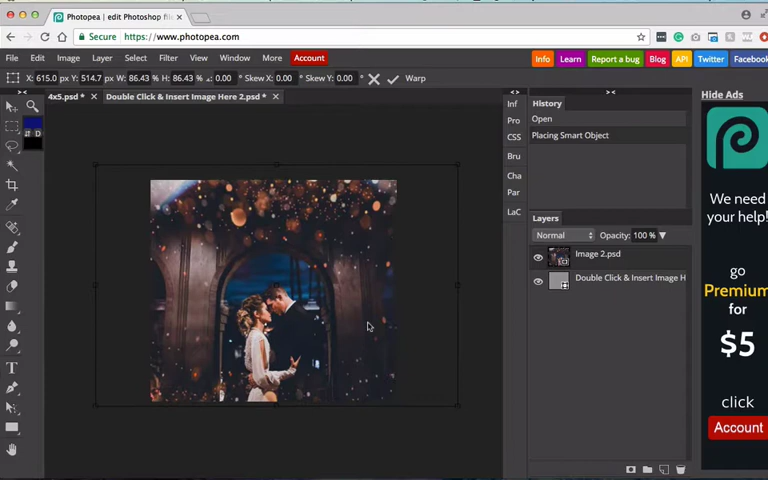 Photopea | edit Photoshop fil
Secure https://www.photopea.com
File Edit Image Layer Select Filter View Window More Account
Info Learn Report a bug Blog API Twitter Facebook
X: 615.0 px Y: 514.7 px W: 86.43 % H: 86.43 % 0.00 ° Skew X: 0.00 ° Skew Y: 0.00 ° Warp
4x5.psd * Double Click & Insert Image Here 2.psd *
Hide Ads
Inf
Pro
CSS
Bru
Cha
Par
LaC
D
History
Open
Placing Smart Object
Layers
Normal Opacity: 100 %
Image 2.psd
Double Click & Insert Image H
We need
your help!
go
Premium
for
$5
click
Account